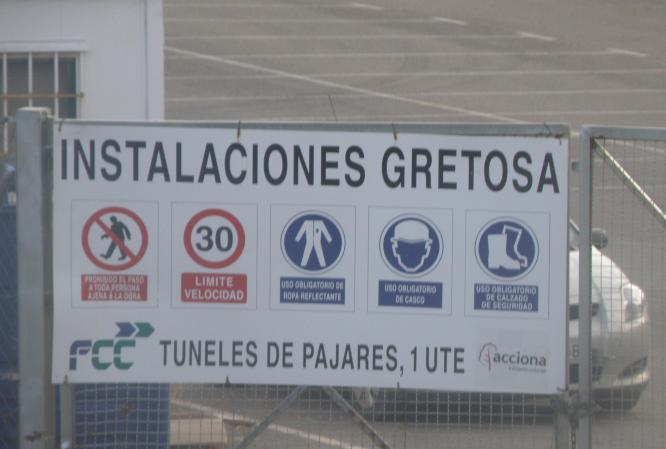 INSTALACIONES GRETOSA
PROHIBIDO EL PASO
A TODA PERSONA
AJENA A LA OBRA
30
LIMITE
VELOCIDAD
USO OBLIGATORIO DE
ROPA REFLECTANTE
USO OBLIGATORIO
DE CASCO
USO OBLIGATORIO
DE CALZADO
DE SEGURIDAD
FCC
TUNELES DE PAJARES, 1 UTE
acciona
Infraestructuras